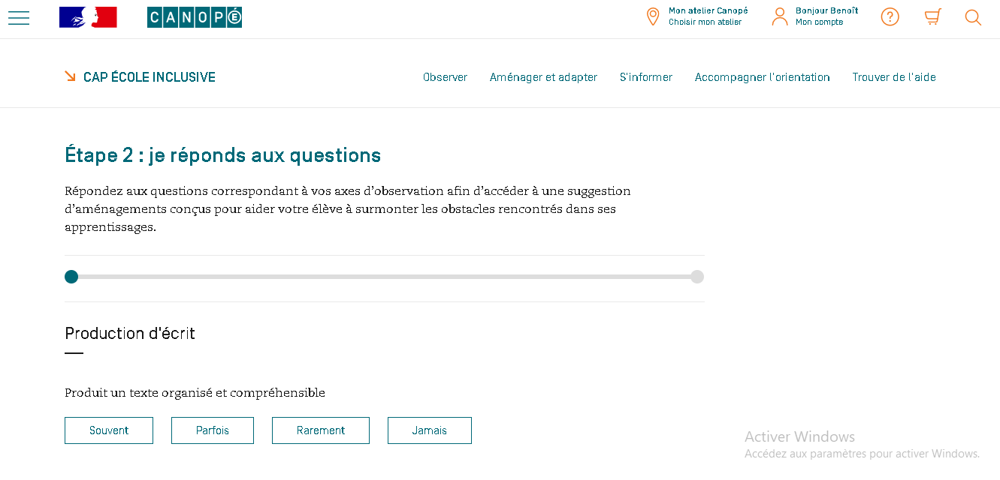 CANOPÉ
Mon atelier Canopé
Choisir mon atelier
Bonjour Benoît
Mon compte
CAP ÉCOLE INCLUSIVE
Observer
Aménager et adapter
S'informer
Accompagner l'orientation
Trouver de l'aide
Étape 2 : je réponds aux questions
Répondez aux questions correspondant à vos axes d'observation afin d'accéder à une suggestion
d'aménagements conçus pour aider votre élève à surmonter les obstacles rencontrés dans ses
apprentissages.
Production d'écrit
Produit un texte organisé et compréhensible
Souvent
Parfois
Rarement
Jamais
Activer Windows
Accédez aux paramètres pour activer Windows.